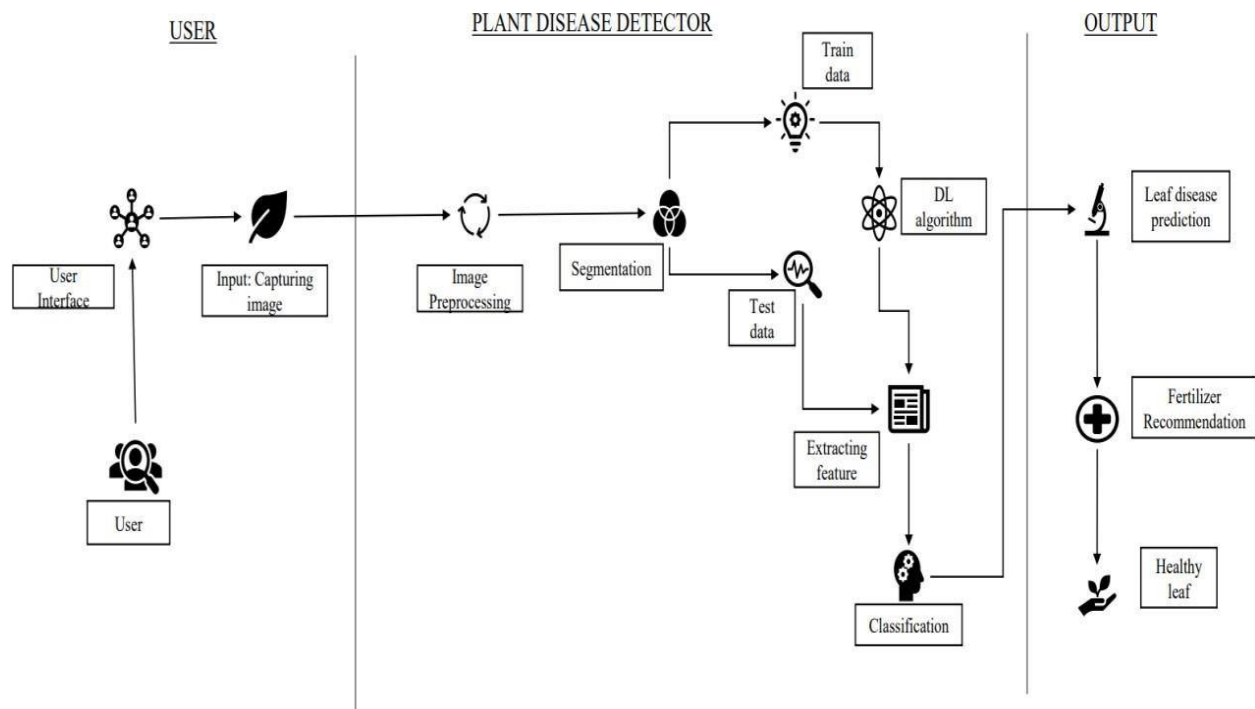 USER
PLANT DISEASE DETECTOR
OUTPUT
Train
data
DL
algorithm
Leaf disease
prediction
User
Interface
Input: Capturing
image
Image
Preprocessing
Segmentation
Test
data
Fertilizer
Recommendation
Extracting
feature
User
Healthy
leaf
Classification